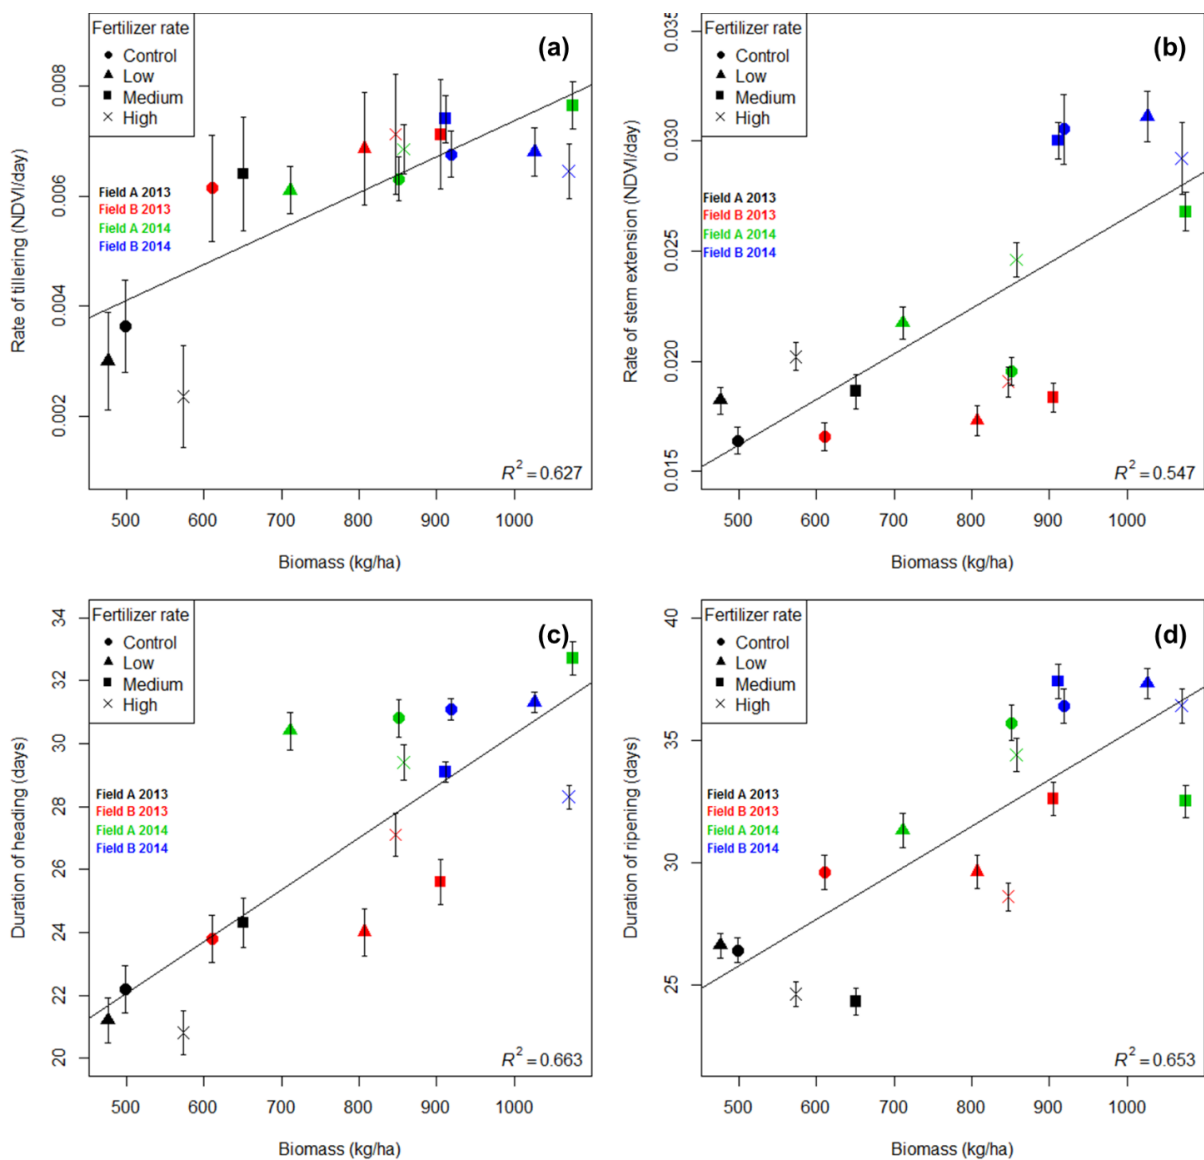 (a)
Fertilizer rate
Control
Low
Medium
High
Field A 2013
Field B 2013
Field A 2014
Field B 2014
Rate of tillering (NDVI/day)
0.002
0.004
0.006
0.008
R² = 0.627
500 600 700 800 900 1000
Biomass (kg/ha)
(b)
Fertilizer rate
Control
Low
Medium
High
Field A 2013
Field B 2013
Field A 2014
Field B 2014
Rate of stem extension (NDVI/day)
0.015
0.020
0.025
0.030
0.035
R² = 0.547
500 600 700 800 900 1000
Biomass (kg/ha)
(c)
Fertilizer rate
Control
Low
Medium
High
Field A 2013
Field B 2013
Field A 2014
Field B 2014
Duration of heading (days)
20
22
24
26
28
30
32
34
R² = 0.663
500 600 700 800 900 1000
Biomass (kg/ha)
(d)
Fertilizer rate
Control
Low
Medium
High
Field A 2013
Field B 2013
Field A 2014
Field B 2014
Duration of ripening (days)
25
30
35
40
R² = 0.653
500 600 700 800 900 1000
Biomass (kg/ha)